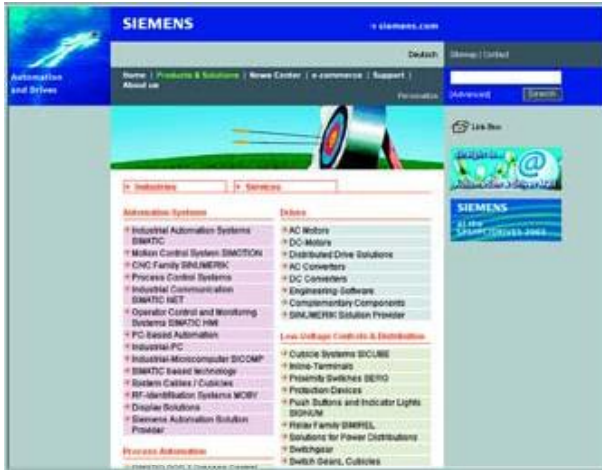 SIEMENS
siemens.com
Automation
and Drives
Deutsch
Sitemap | Contact
Home | Products & Solutions | News Center | e-commerce | Support |
About us
Personalize
[Advanced]
Search
Link-Box
Industries
Services
Automation Systems
Industrial Automation Systems
SIMATIC
Motion Control System SIMOTION
CNC Family SINUMERIK
Process Control Systems
Industrial Communication
SIMATIC NET
Operator Control and Monitoring
Systems SIMATIC HMI
PC-based Automation
Industrial PC
Industrial-Microcomputer SICOMP
SIMATIC based technology
System Cables / Cubicles
RF-Identifikation Systems MOBY
Display Solutions
Siemens Automation Solution
Provider
Process Automation
Drives
AC Motors
DC-Motors
Distributed Drive Solutions
AC Converters
DC Converters
Engineering-Software
Complementary Components
SINUMERIK Solution Provider
Low-Voltage Controls & Distribution
Cubicle Systems SICUBE
Inline-Terminals
Proximity Switches BERO
Protection Devices
Push Buttons and Indicator Lights
SIGNUM
Relay Family SIMIREL
Solutions for Power Distributions
Switchgear
Switch Gears, Cubicles
@
SIEMENS